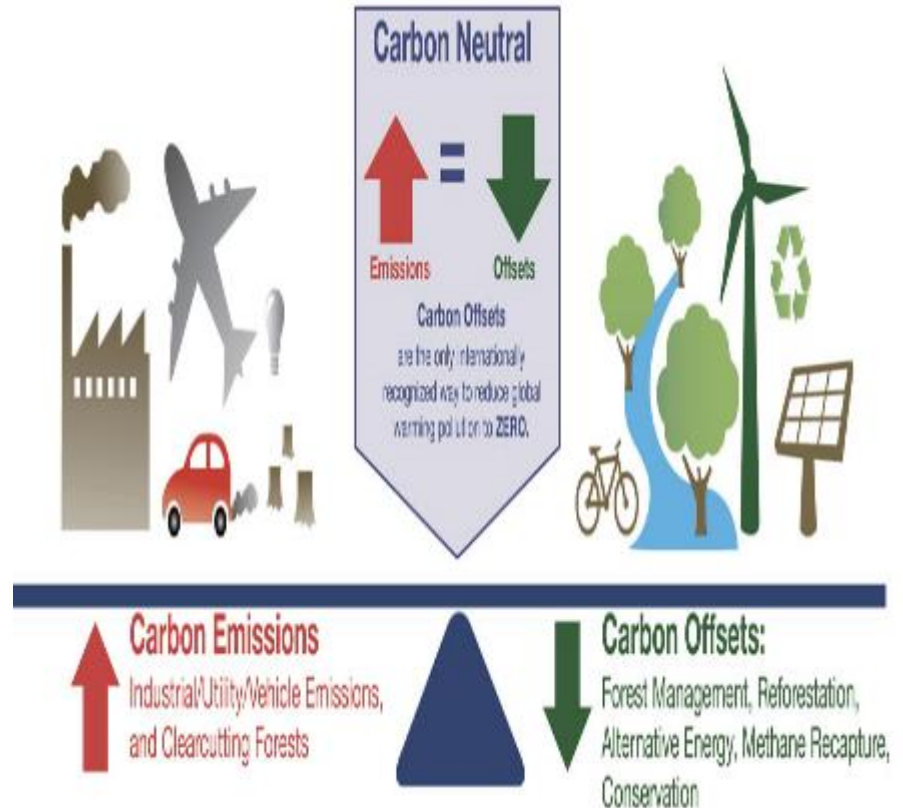 Carbon Neutral
=
Emissions
Offsets
Carbon Offsets
are the only internationally
recognized way to reduce global
warming pollution to ZERO.
Carbon Emissions
Industrial/Utility/Vehicle Emissions,
and Clearcutting Forests
Carbon Offsets:
Forest Management, Reforestation,
Alternative Energy, Methane Recapture,
Conservation